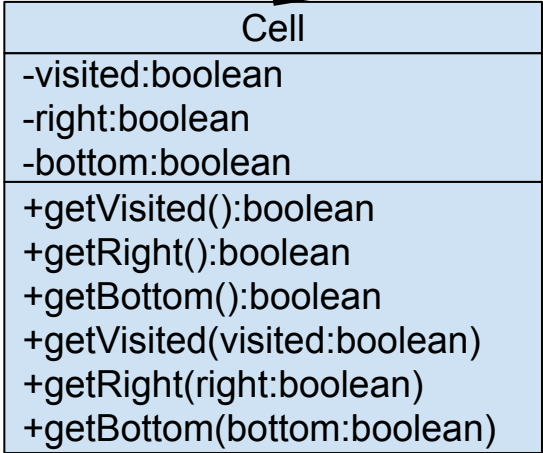 Cell
-visited:boolean
-right:boolean
-bottom:boolean
+getVisited():boolean
+getRight():boolean
+getBottom():boolean
+getVisited(visited:boolean)
+getRight(right:boolean)
+getBottom(bottom:boolean)